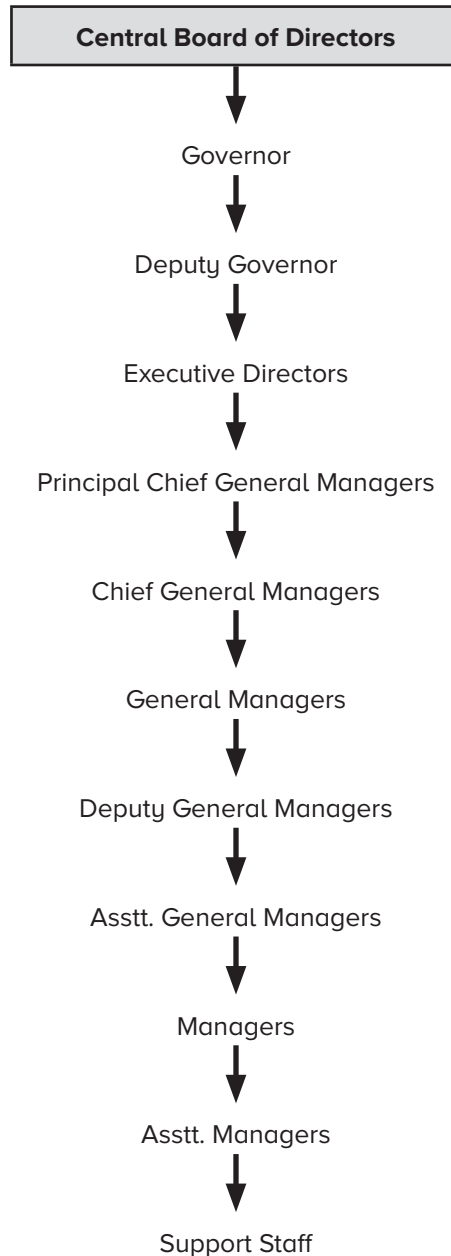 Central Board of Directors
Governor
Deputy Governor
Executive Directors
Principal Chief General Managers
Chief General Managers
General Managers
Deputy General Managers
Asstt. General Managers
Managers
Asstt. Managers
Support Staff